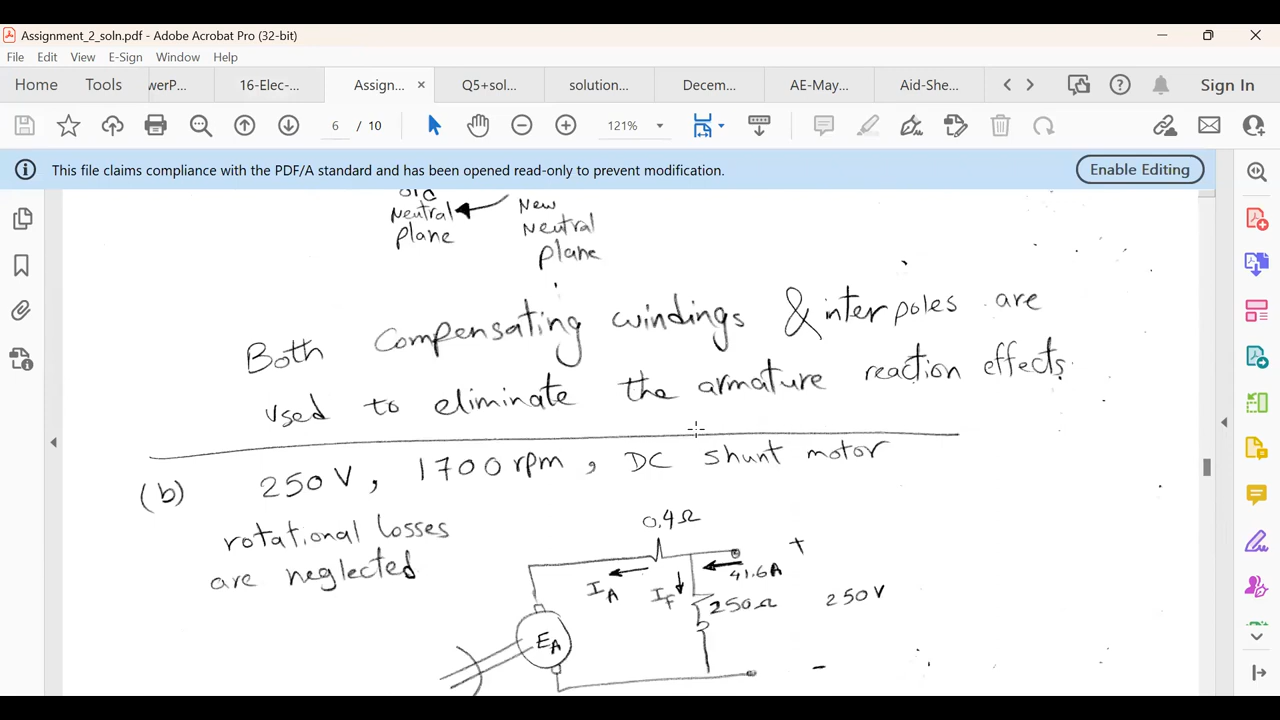 Assignment_2_soln.pdf - Adobe Acrobat Pro (32-bit)
File Edit View Window Help
Home Tools werP... 16-Elec-... Assign... × Q5+sol... solution... Decem... AE-May... Aid-She... Sign In
6 / 10 121%
This file claims compliance with the PDF/A standard and has been opened read-only to prevent modification. Enable Editing
old New
Neutral Neutral
plane plane
Both compensating windings & interpoles are
used to eliminate the armature reaction effects.
(b) 250 V, 1700 rpm, DC shunt motor
rotational losses
are neglected
0.4Ω
+
41.6A
IA IF 250Ω 250 V
EA
-